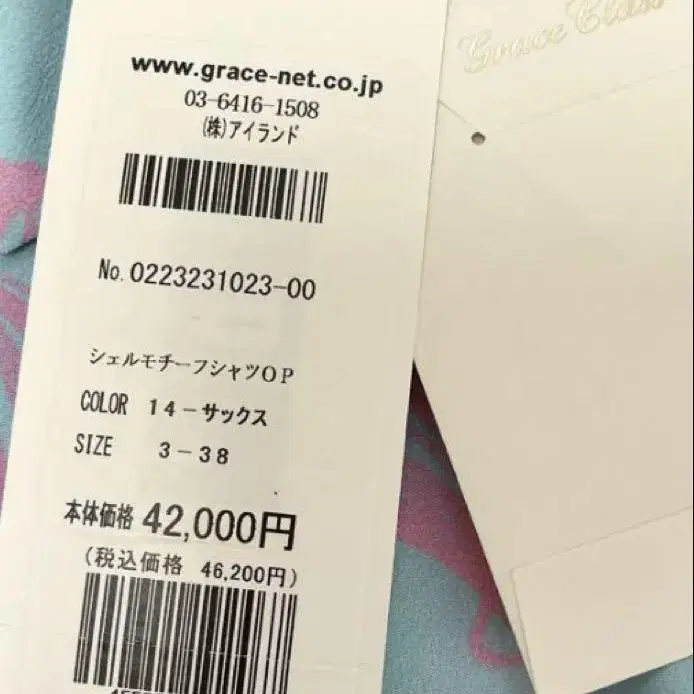 www.grace-net.co.jp
03-6416-1508
(株)アイランド
No. 0223231023-00
シェルモチーフシャツOP
COLOR 14-サックス
SIZE 3-38
本体価格 42,000円
(税込価格 46,200円)
Grace Class